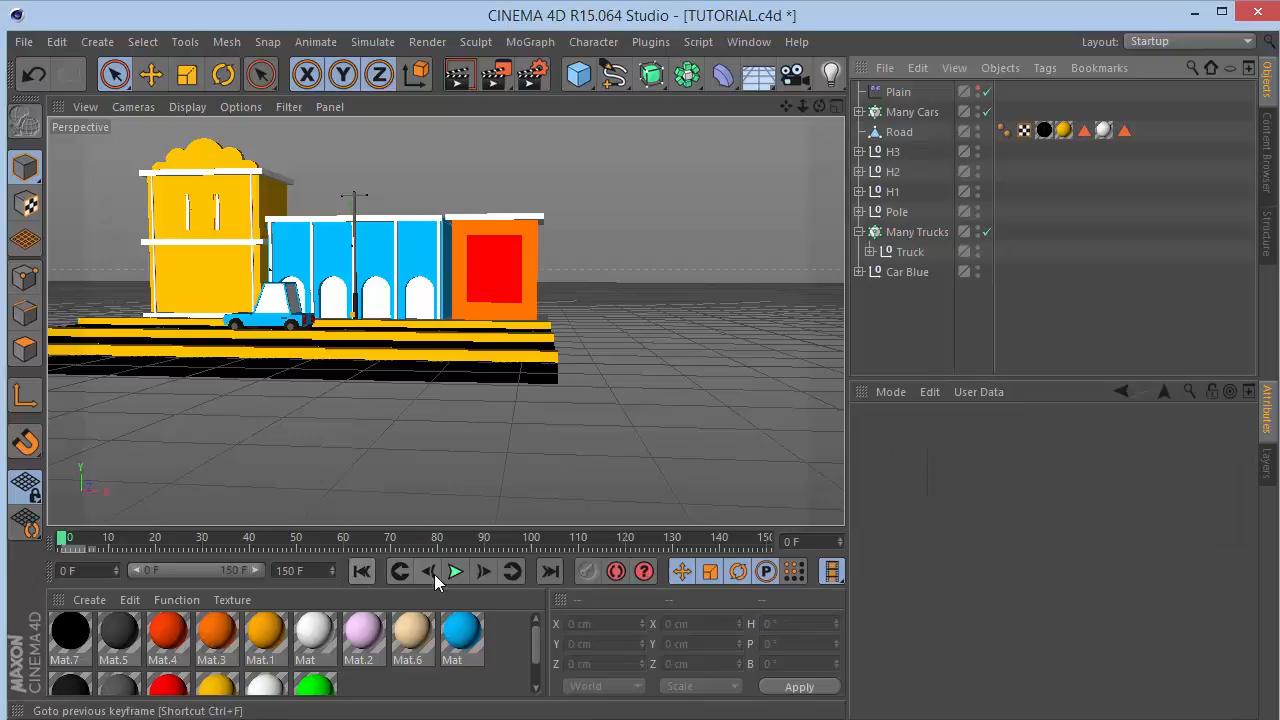 CINEMA 4D R15.064 Studio - [TUTORIAL.c4d *]
File Edit Create Select Tools Mesh Snap Animate Simulate Render Sculpt MoGraph Character Plugins Script Window Help Layout: Startup
X Y Z
File Edit View Objects Tags Bookmarks
View Cameras Display Options Filter Panel
Perspective
Plain
Many Cars
Road
H3
H2
H1
Pole
Many Trucks
Truck
Car Blue
Objects
Content Browser
Structure
Mode Edit User Data
Attributes
Layers
Y
Z X
0 10 20 30 40 50 60 70 80 90 100 110 120 130 140 150 0 F
0 F 0 F 150 F 150 F
Create Edit Function Texture
-- -- --
Mat.7 Mat.5 Mat.4 Mat.3 Mat.1 Mat Mat.2 Mat.6 Mat
X 0 cm X 0 cm H 0 °
Y 0 cm Y 0 cm P 0 °
Z 0 cm Z 0 cm B 0 °
World Scale Apply
MAXON
CINEMA 4D
Goto previous keyframe [Shortcut Ctrl+F]